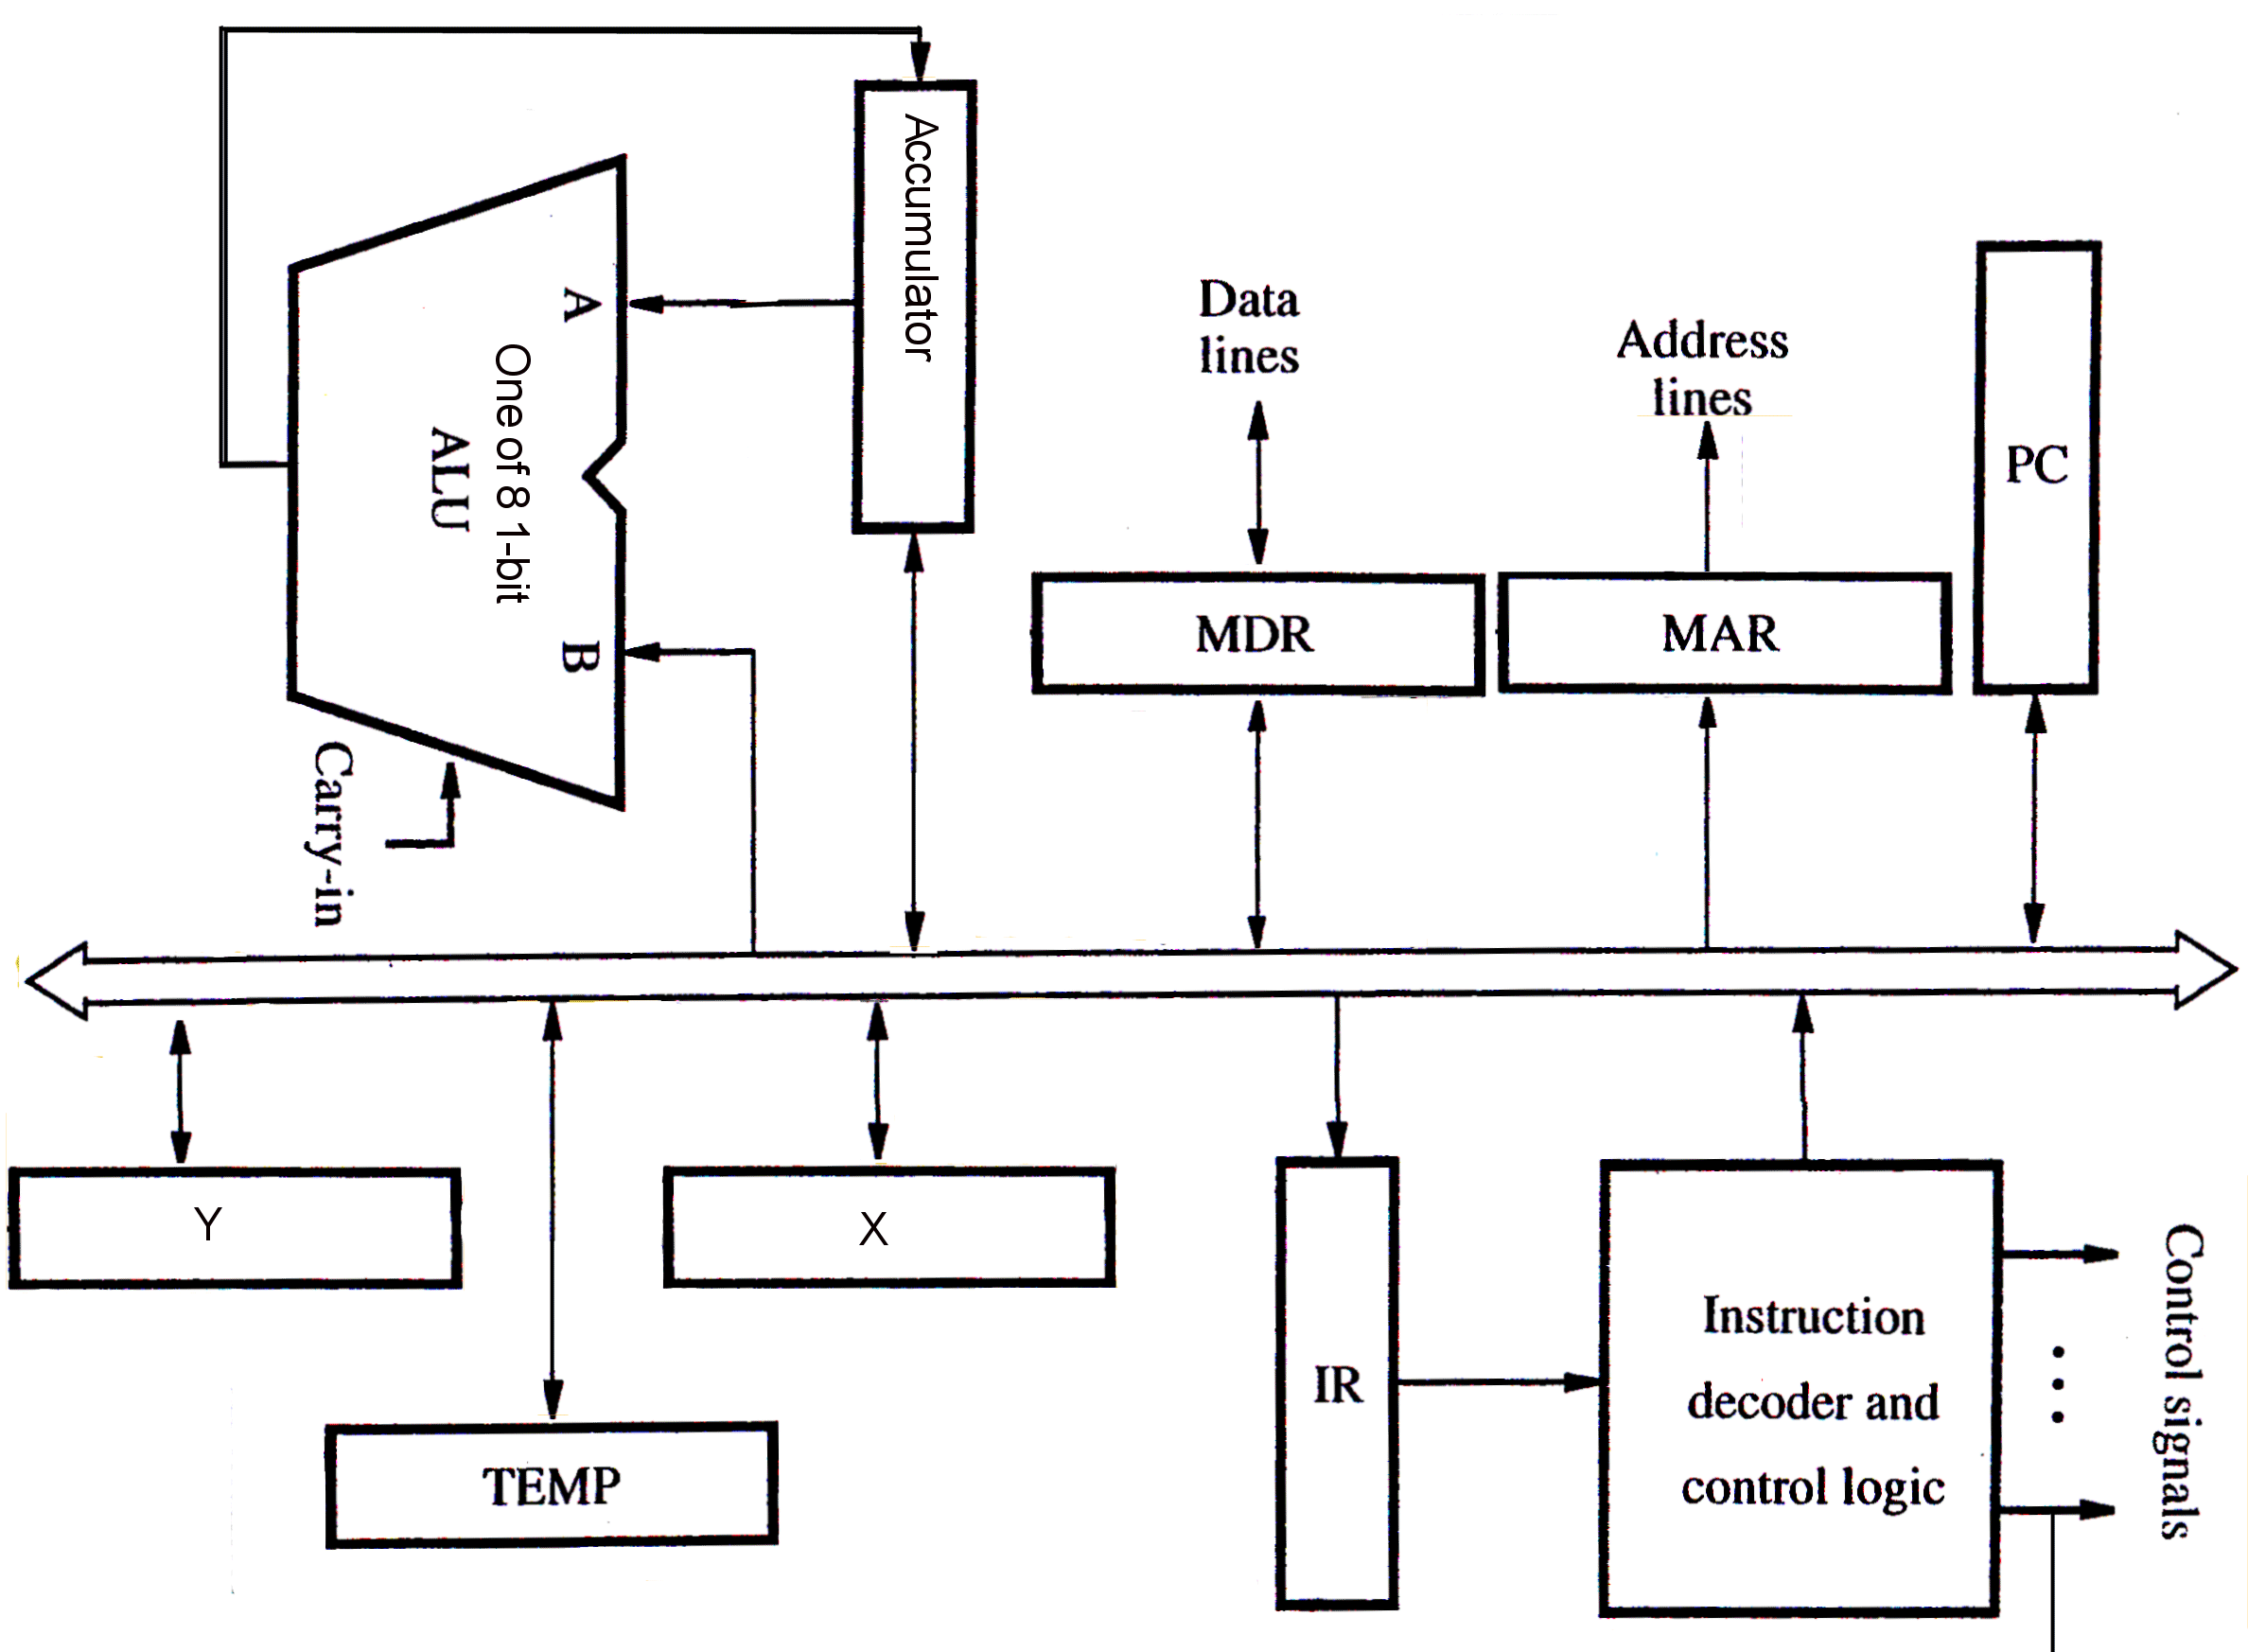 Accumulator
Data
lines
Address
lines
PC
A
One of 8 1-bit
ALU
B
MDR
MAR
Carry-in
Y
X
TEMP
IR
Instruction
decoder and
control logic
Control signals